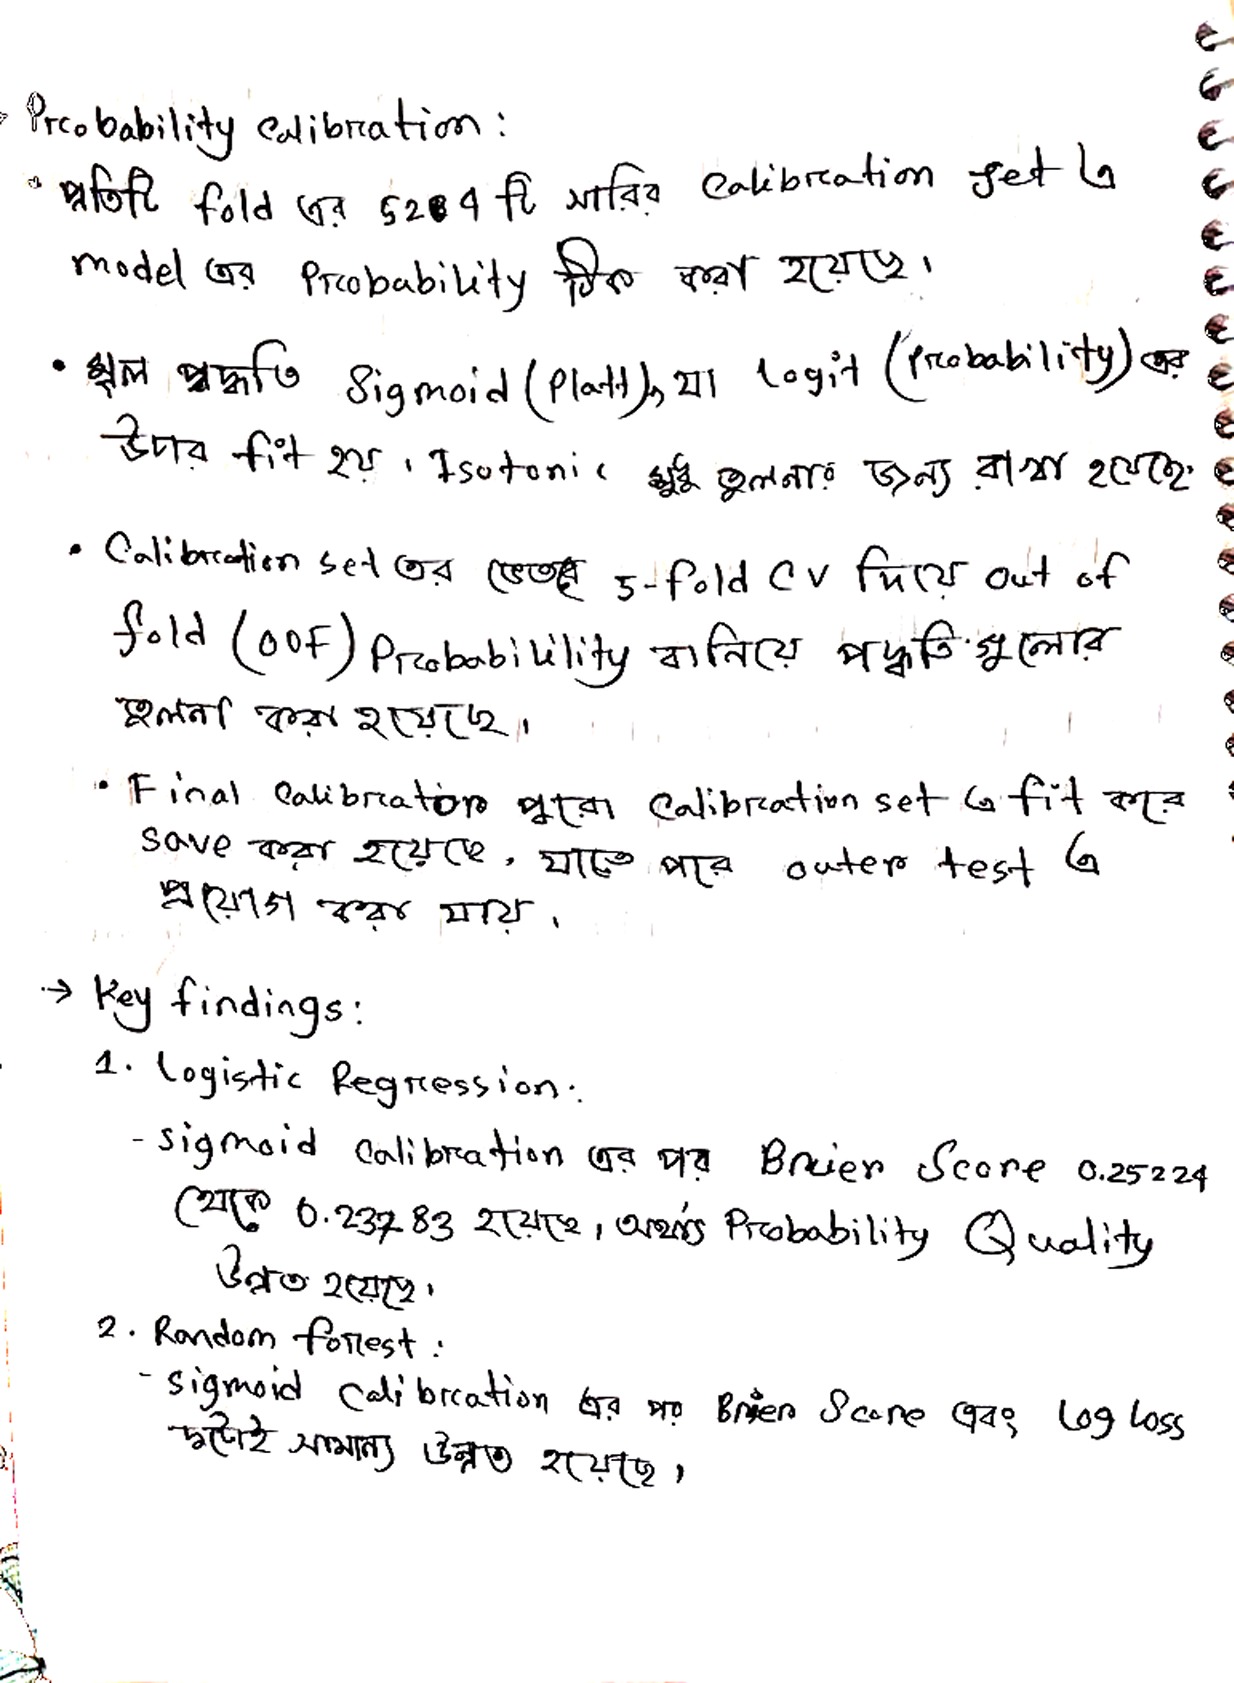 Probability Calibration:
• প্রতিটি fold এর 5284 টি সারির Calibration set এ
model এর Probability ঠিক করা হয়েছে।
• মূল পদ্ধতি Sigmoid (Platt), যা logit (Probability) এর
উপর fit হয়। Isotonic শুধু তুলনার জন্য রাখা হয়েছে।
• Calibration set এর ভেতর 5-fold CV দিয়ে out of
fold (OOF) Probabilility বানিয়ে পদ্ধতি গুলোর
তুলনা করা হয়েছে।
• Final Calibrator পুরো Calibration set এ fit করে
save করা হয়েছে, যাতে পরে outer test এ
প্রয়োগ করা যায়।
→ Key findings:
1. Logistic Regression:
- Sigmoid Calibration এর পর Brier Score 0.25224
থেকে 0.23783 হয়েছে, অর্থাৎ Probability Quality
উন্নত হয়েছে।
2. Random forest:
- Sigmoid Calibration এর পর Brier Score এবং Log Loss
দুটোই সামান্য উন্নত হয়েছে।